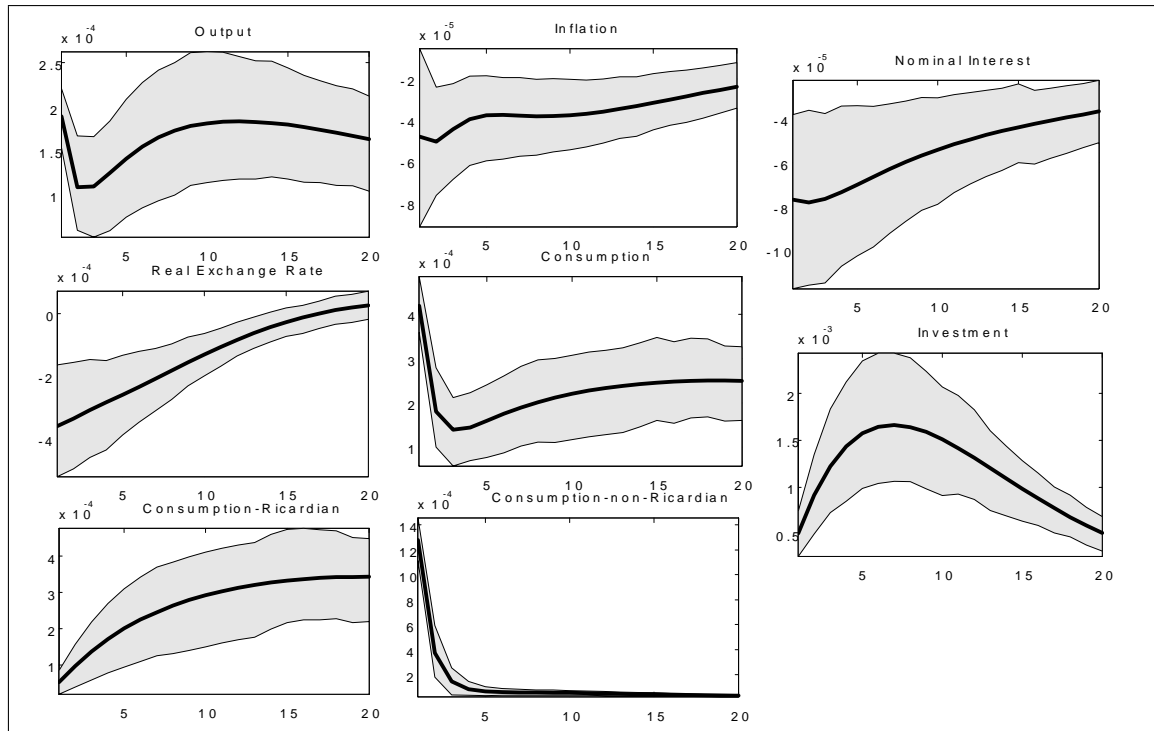 Output
x 10^-4
2.5
2
1.5
1
5 10 15 20
Inflation
x 10^-5
-2
-4
-6
-8
5 10 15 20
Nominal Interest
x 10^-5
-4
-6
-8
-10
5 10 15 20
Real Exchange Rate
x 10^-4
0
-2
-4
5 10 15 20
Consumption
x 10^-4
4
3
2
1
5 10 15 20
Investment
x 10^-3
2
1.5
1
0.5
5 10 15 20
Consumption-Ricardian
x 10^-4
4
3
2
1
5 10 15 20
Consumption-non-Ricardian
x 10^-4
14
12
10
8
6
4
2
5 10 15 20